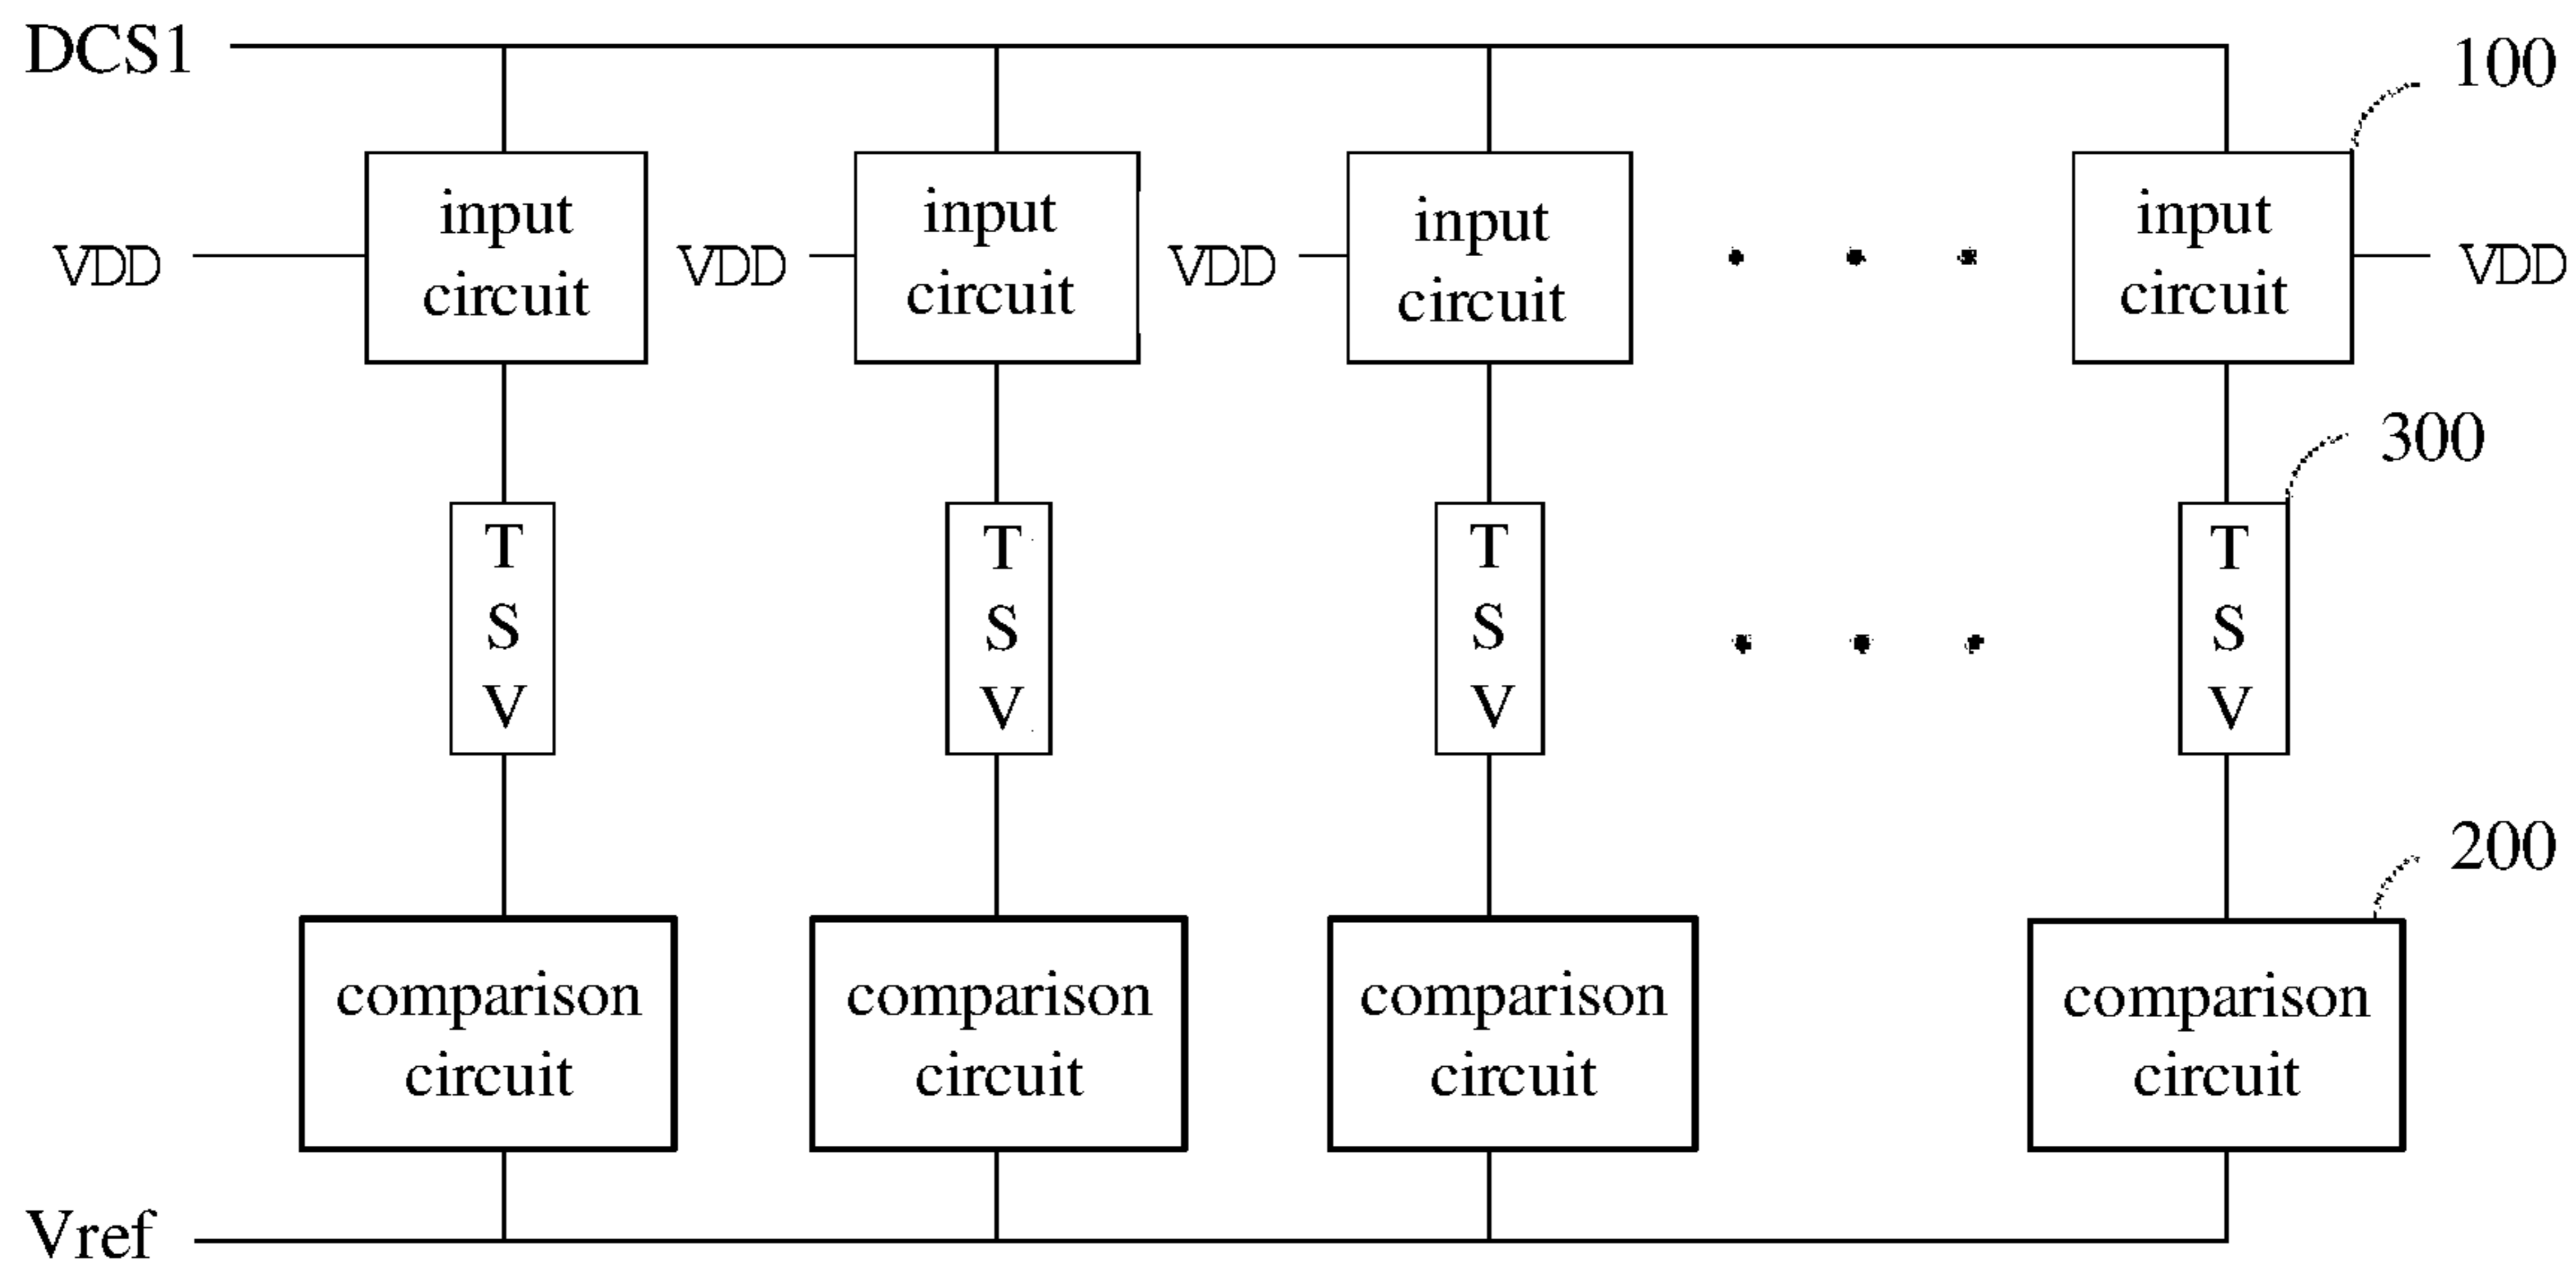 DCS1
100
input
circuit
input
circuit
input
circuit
input
circuit
VDD
VDD
VDD
VDD
300
T
S
V
T
S
V
T
S
V
T
S
V
200
comparison
circuit
comparison
circuit
comparison
circuit
comparison
circuit
Vref